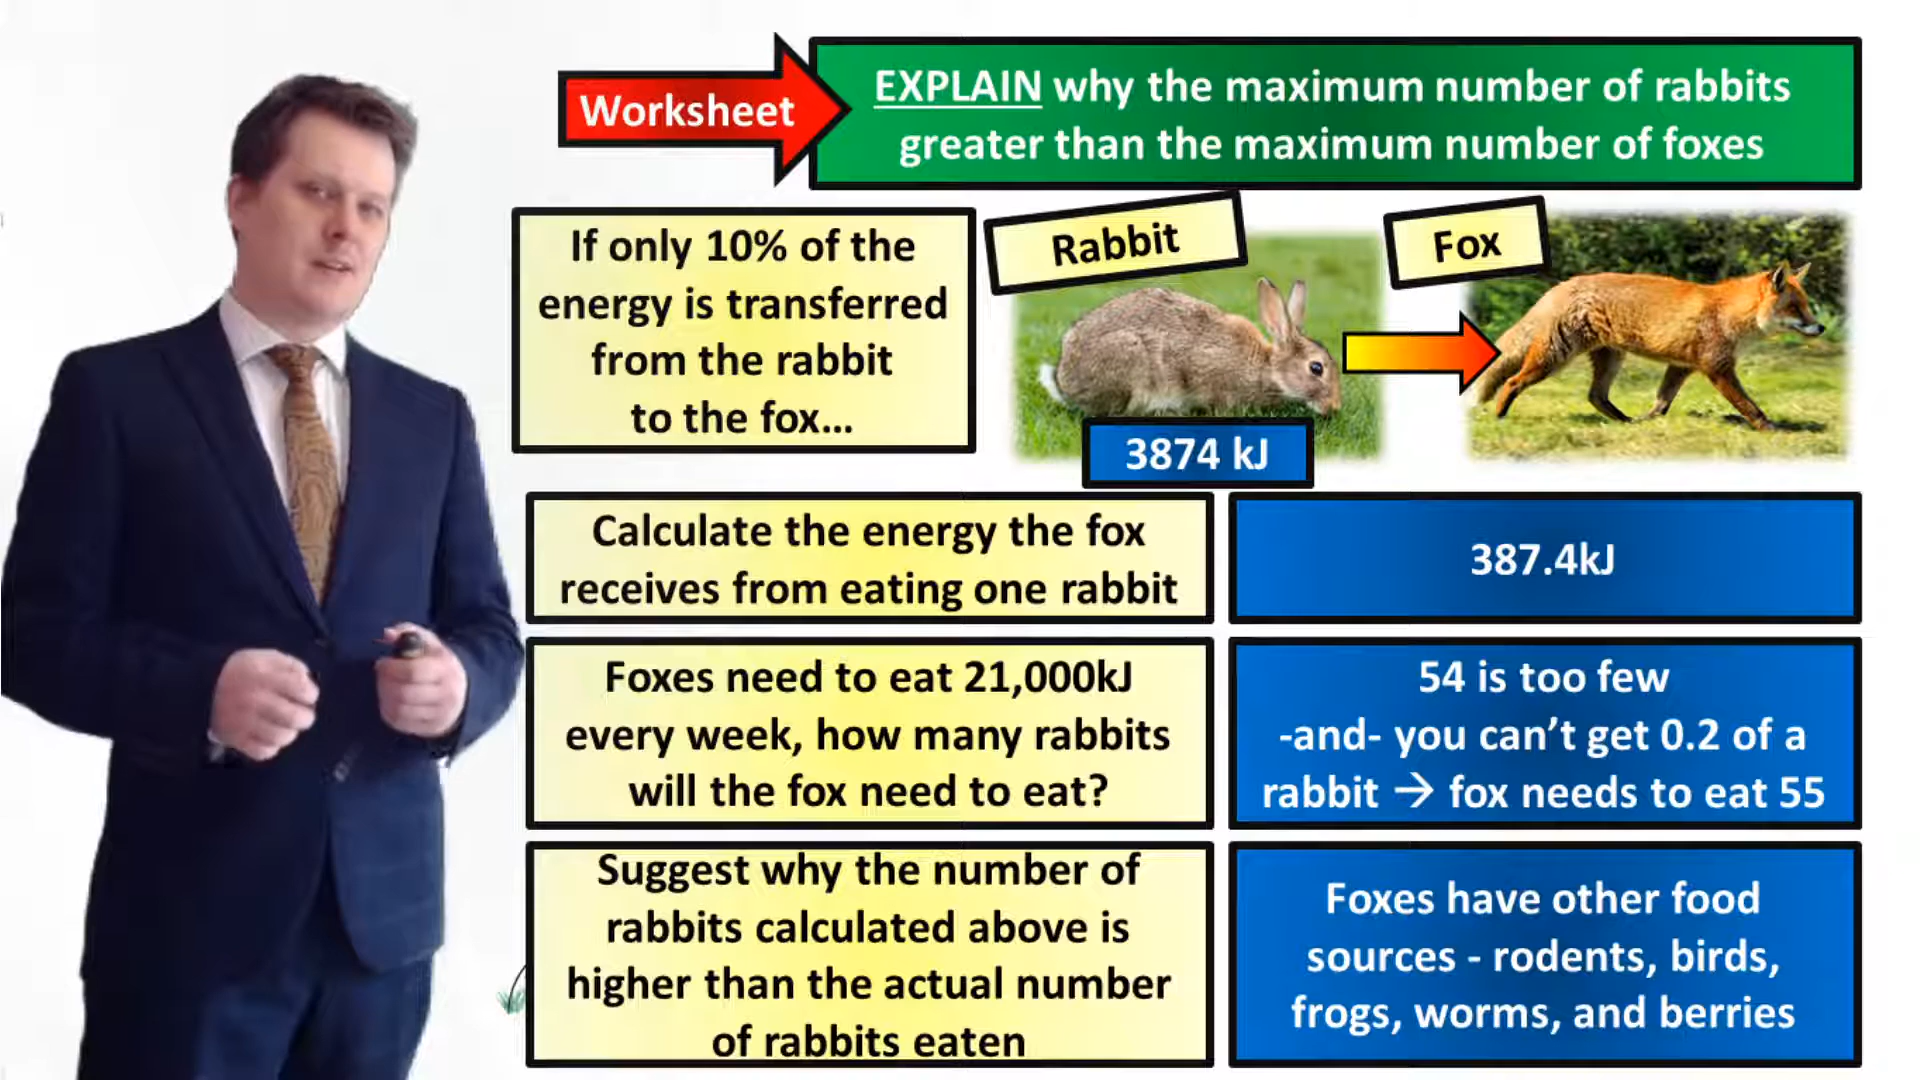 Worksheet
EXPLAIN why the maximum number of rabbits
greater than the maximum number of foxes
If only 10% of the
energy is transferred
from the rabbit
to the fox...
Rabbit
Fox
3874 kJ
Calculate the energy the fox
receives from eating one rabbit
387.4kJ
Foxes need to eat 21,000kJ
every week, how many rabbits
will the fox need to eat?
54 is too few
-and- you can't get 0.2 of a
rabbit → fox needs to eat 55
Suggest why the number of
rabbits calculated above is
higher than the actual number
of rabbits eaten
Foxes have other food
sources - rodents, birds,
frogs, worms, and berries